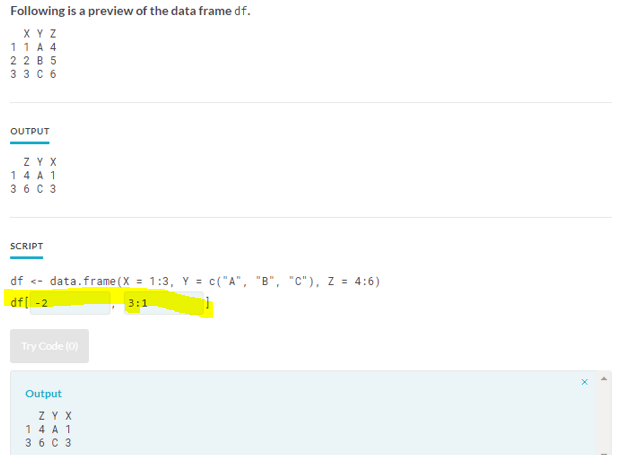 Following is a preview of the data frame df.
X Y Z
1 1 A 4
2 2 B 5
3 3 C 6
OUTPUT
Z Y X
1 4 A 1
3 6 C 3
SCRIPT
df <- data.frame(X = 1:3, Y = c("A", "B", "C"), Z = 4:6)
df[ -2 , 3:1 ]
Try Code (0)
Output
Z Y X
1 4 A 1
3 6 C 3